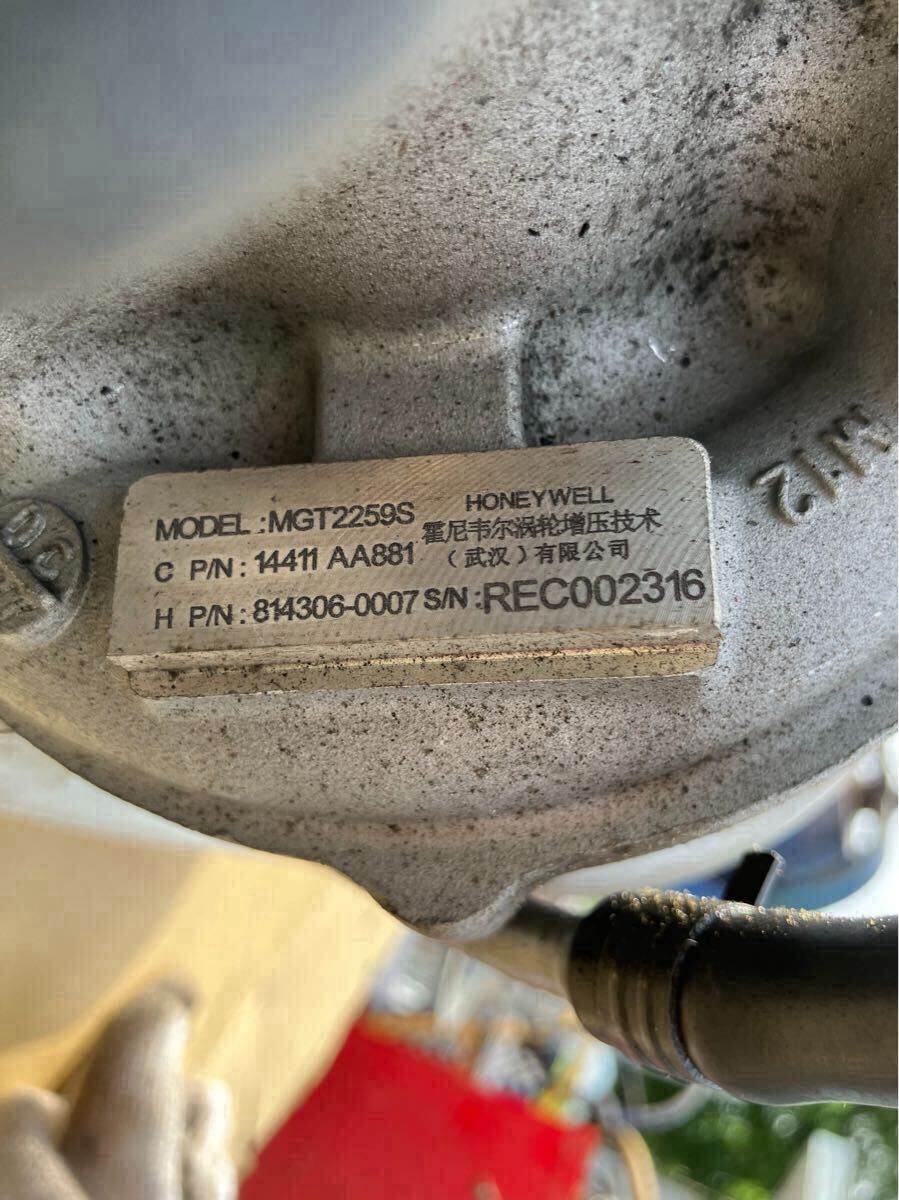 MODEL : MGT2259S HONEYWELL
霍尼韦尔涡轮增压技术
C P/N : 14411 AA881 （武汉）有限公司
H P/N : 814306-0007 S/N : REC002316
DC